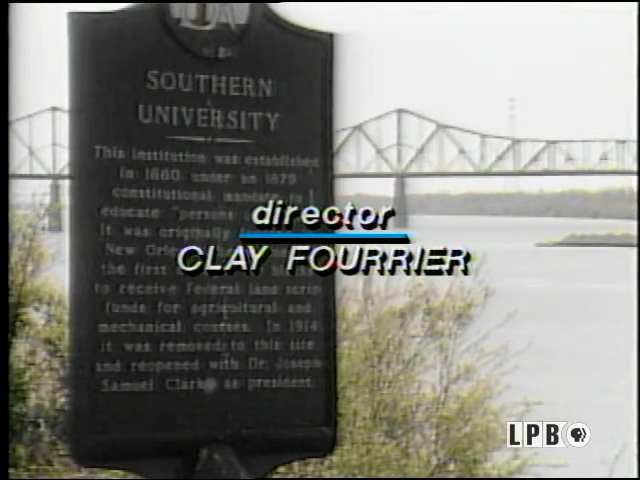 SOUTHERN
UNIVERSITY
This institution was established
in 1880 under an 1879
constitutional mandate to
educate "persons
It was originally
New Orleans
the first
to receive Federal land scrip
funds for agricultural and
mechanical courses. In 1914
it was removed to this site
and reopened with Dr. Joseph
Samuel Clark as president.
director
CLAY FOURRIER
LPB